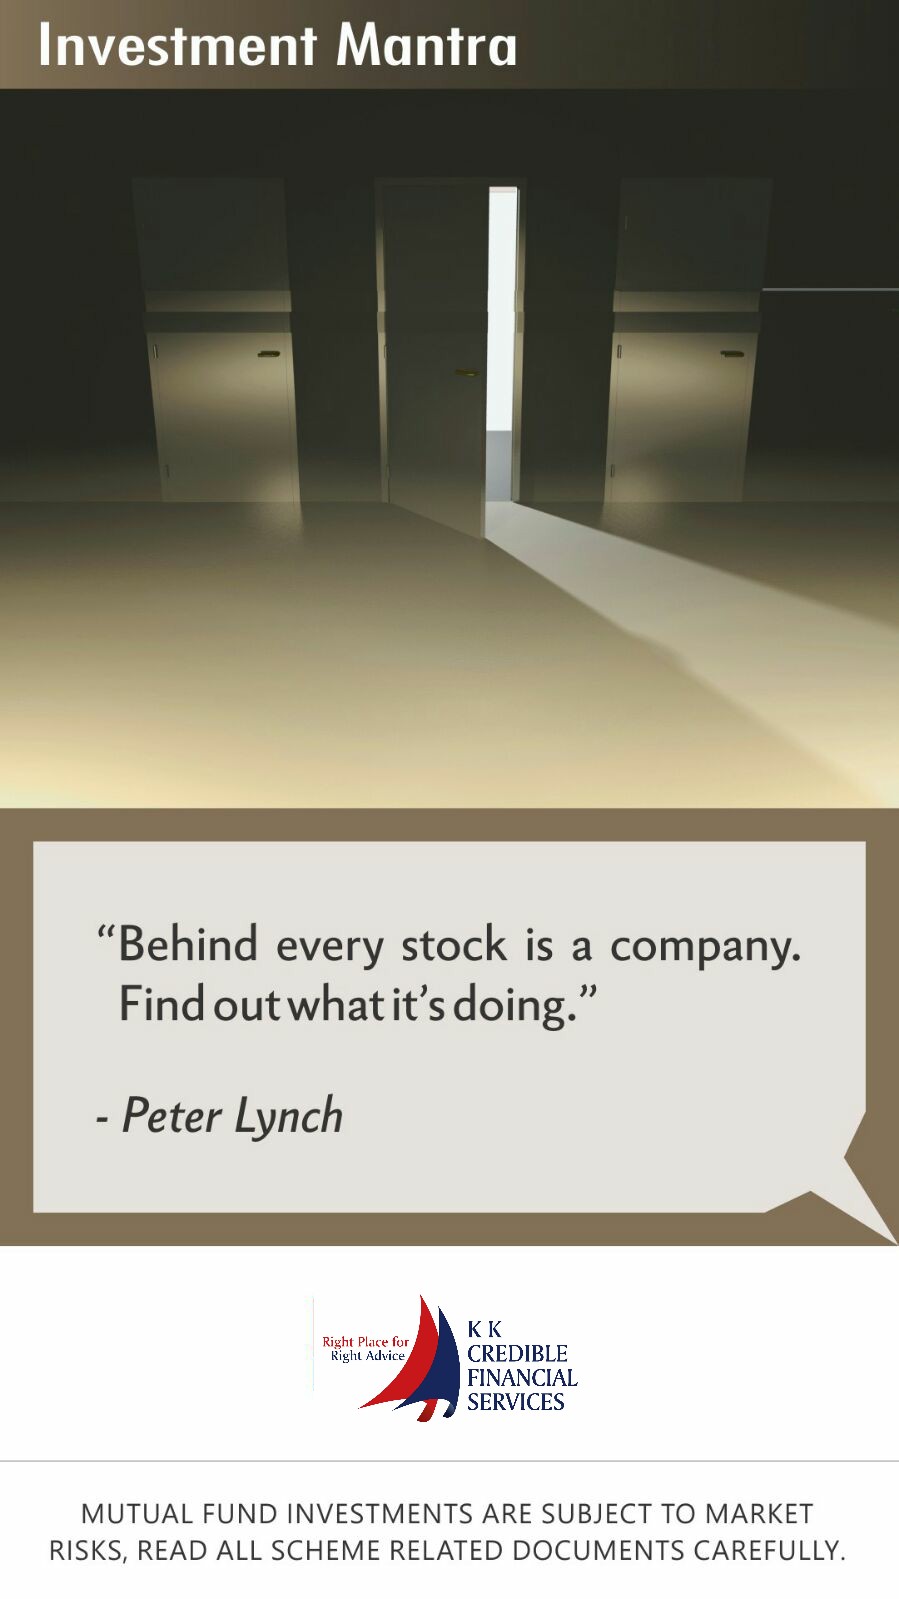 Investment Mantra
“Behind every stock is a company.
Find out what it’s doing.”
- Peter Lynch
Right Place for
Right Advice
K K
CREDIBLE
FINANCIAL
SERVICES
MUTUAL FUND INVESTMENTS ARE SUBJECT TO MARKET
RISKS, READ ALL SCHEME RELATED DOCUMENTS CAREFULLY.